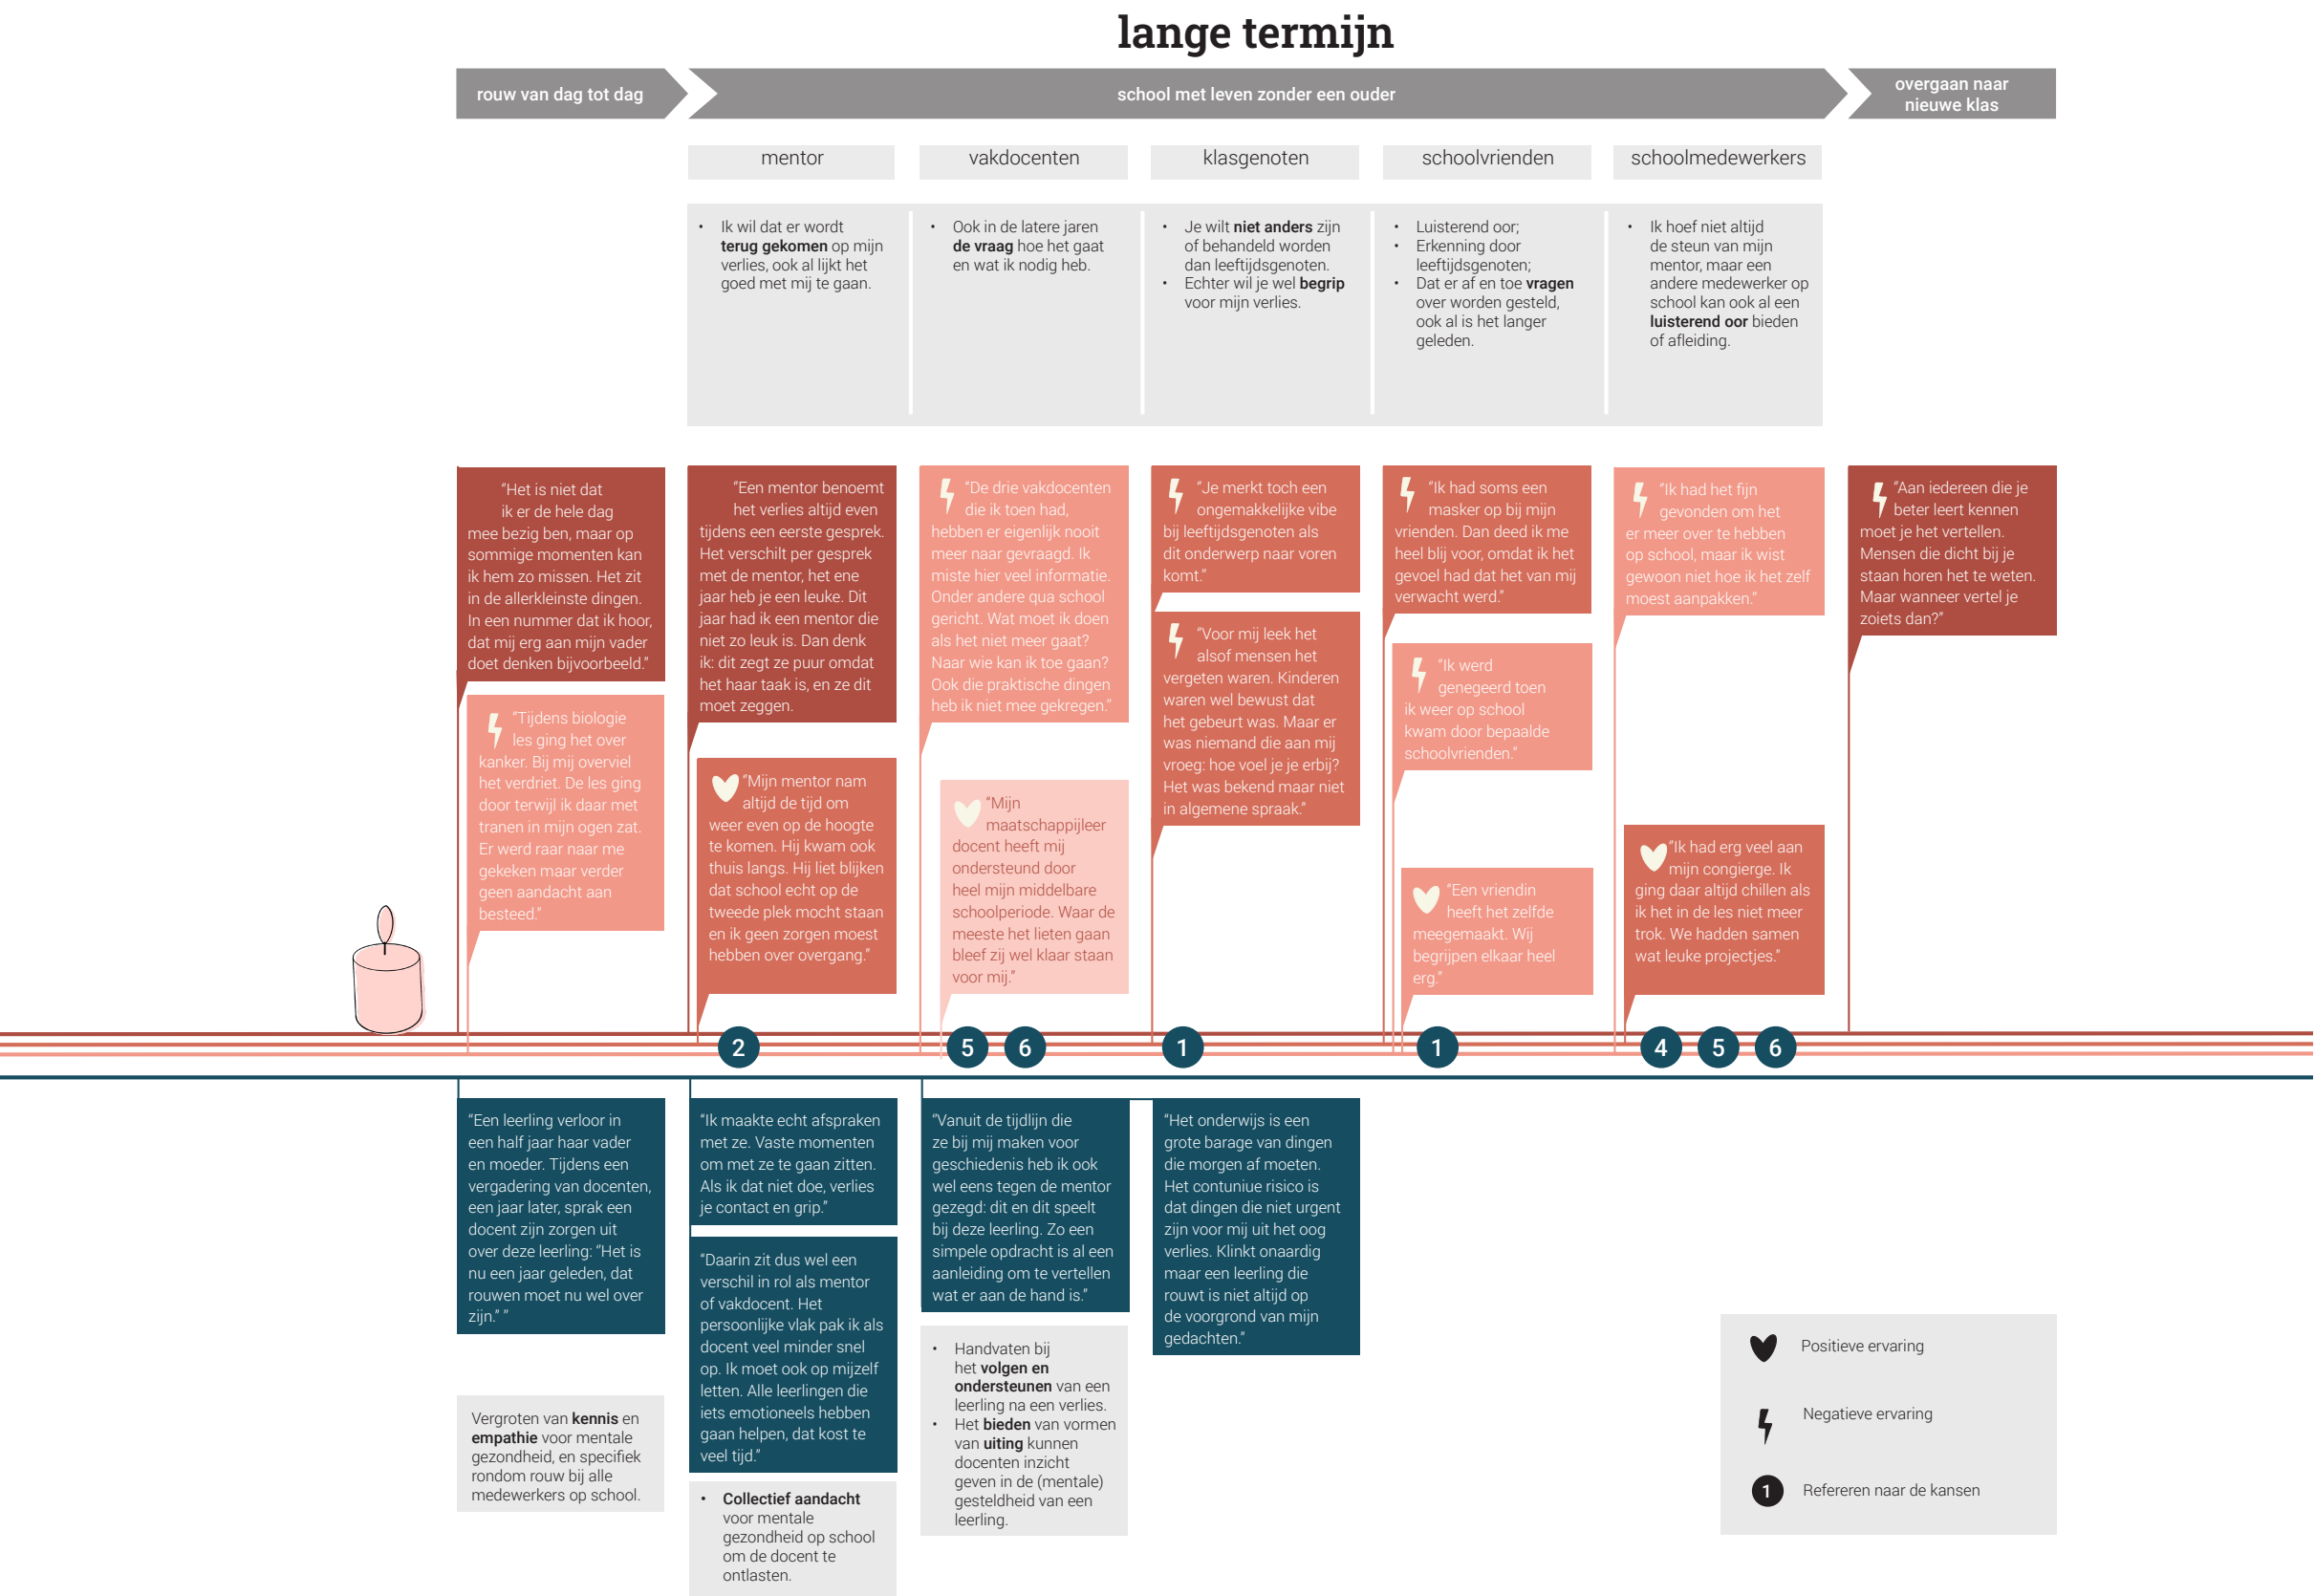 lange termijn
rouw van dag tot dag
school met leven zonder een ouder
overgaan naar
nieuwe klas
mentor
vakdocenten
klasgenoten
schoolvrienden
schoolmedewerkers
• Ik wil dat er wordt
terug gekomen op mijn
verlies, ook al lijkt het
goed met mij te gaan.
• Ook in de latere jaren
de vraag hoe het gaat
en wat ik nodig heb.
• Je wilt niet anders zijn
of behandeld worden
dan leeftijdsgenoten.
• Echter wil je wel begrip
voor mijn verlies.
• Luisterend oor;
• Erkenning door
leeftijdsgenoten;
• Dat er af en toe vragen
over worden gesteld,
ook al is het langer
geleden.
• Ik hoef niet altijd
de steun van mijn
mentor, maar een
andere medewerker op
school kan ook al een
luisterend oor bieden
of afleiding.
“Het is niet dat
ik er de hele dag
mee bezig ben, maar op
sommige momenten kan
ik hem zo missen. Het zit
in de allerkleinste dingen.
In een nummer dat ik hoor,
dat mij erg aan mijn vader
doet denken bijvoorbeeld.”
“Tijdens biologie
les ging het over
kanker. Bij mij overviel
het verdriet. De les ging
door terwijl ik daar met
tranen in mijn ogen zat.
Er werd raar naar me
gekeken maar verder
geen aandacht aan
besteed.”
“Een mentor benoemt
het verlies altijd even
tijdens een eerste gesprek.
Het verschilt per gesprek
met de mentor, het ene
jaar heb je een leuke. Dit
jaar had ik een mentor die
niet zo leuk is. Dan denk
ik: dit zegt ze puur omdat
het haar taak is, en ze dit
moet zeggen.
“Mijn mentor nam
altijd de tijd om
weer even op de hoogte
te komen. Hij kwam ook
thuis langs. Hij liet blijken
dat school echt op de
tweede plek mocht staan
en ik geen zorgen moest
hebben over overgang.”
“De drie vakdocenten
die ik toen had,
hebben er eigenlijk nooit
meer naar gevraagd. Ik
miste hier veel informatie.
Onder andere qua school
gericht. Wat moet ik doen
als het niet meer gaat?
Naar wie kan ik toe gaan?
Ook die praktische dingen
heb ik niet mee gekregen.”
“Mijn
maatschappijleer
docent heeft mij
ondersteund door
heel mijn middelbare
schoolperiode. Waar de
meeste het lieten gaan
bleef zij wel klaar staan
voor mij.”
“Je merkt toch een
ongemakkelijke vibe
bij leeftijdsgenoten als
dit onderwerp naar voren
komt.”
“Voor mij leek het
alsof mensen het
vergeten waren. Kinderen
waren wel bewust dat
het gebeurt was. Maar er
was niemand die aan mij
vroeg: hoe voel je je erbij?
Het was bekend maar niet
in algemene spraak.”
“Ik had soms een
masker op bij mijn
vrienden. Dan deed ik me
heel blij voor, omdat ik het
gevoel had dat het van mij
verwacht werd.”
“Ik werd
genegeerd toen
ik weer op school
kwam door bepaalde
schoolvrienden.”
“Een vriendin
heeft het zelfde
meegemaakt. Wij
begrijpen elkaar heel
erg.”
“Ik had het fijn
gevonden om het
er meer over te hebben
op school, maar ik wist
gewoon niet hoe ik het zelf
moest aanpakken.”
“Ik had erg veel aan
mijn congierge. Ik
ging daar altijd chillen als
ik het in de les niet meer
trok. We hadden samen
wat leuke projectjes.”
“Aan iedereen die je
beter leert kennen
moet je het vertellen.
Mensen die dicht bij je
staan horen het te weten.
Maar wanneer vertel je
zoiets dan?”
2
5
6
1
1
4
5
6
“Een leerling verloor in
een half jaar haar vader
en moeder. Tijdens een
vergadering van docenten,
een jaar later, sprak een
docent zijn zorgen uit
over deze leerling: “Het is
nu een jaar geleden, dat
rouwen moet nu wel over
zijn.” ”
Vergroten van kennis en
empathie voor mentale
gezondheid, en specifiek
rondom rouw bij alle
medewerkers op school.
“Ik maakte echt afspraken
met ze. Vaste momenten
om met ze te gaan zitten.
Als ik dat niet doe, verlies
je contact en grip.”
“Daarin zit dus wel een
verschil in rol als mentor
of vakdocent. Het
persoonlijke vlak pak ik als
docent veel minder snel
op. Ik moet ook op mijzelf
letten. Alle leerlingen die
iets emotioneels hebben
gaan helpen, dat kost te
veel tijd.”
• Collectief aandacht
voor mentale
gezondheid op school
om de docent te
ontlasten.
“Vanuit de tijdlijn die
ze bij mij maken voor
geschiedenis heb ik ook
wel eens tegen de mentor
gezegd: dit en dit speelt
bij deze leerling. Zo een
simpele opdracht is al een
aanleiding om te vertellen
wat er aan de hand is.”
• Handvaten bij
het volgen en
ondersteunen van een
leerling na een verlies.
• Het bieden van vormen
van uiting kunnen
docenten inzicht
geven in de (mentale)
gesteldheid van een
leerling.
“Het onderwijs is een
grote barage van dingen
die morgen af moeten.
Het contuniue risico is
dat dingen die niet urgent
zijn voor mij uit het oog
verlies. Klinkt onaardig
maar een leerling die
rouwt is niet altijd op
de voorgrond van mijn
gedachten.”
Positieve ervaring
Negatieve ervaring
1 Refereren naar de kansen